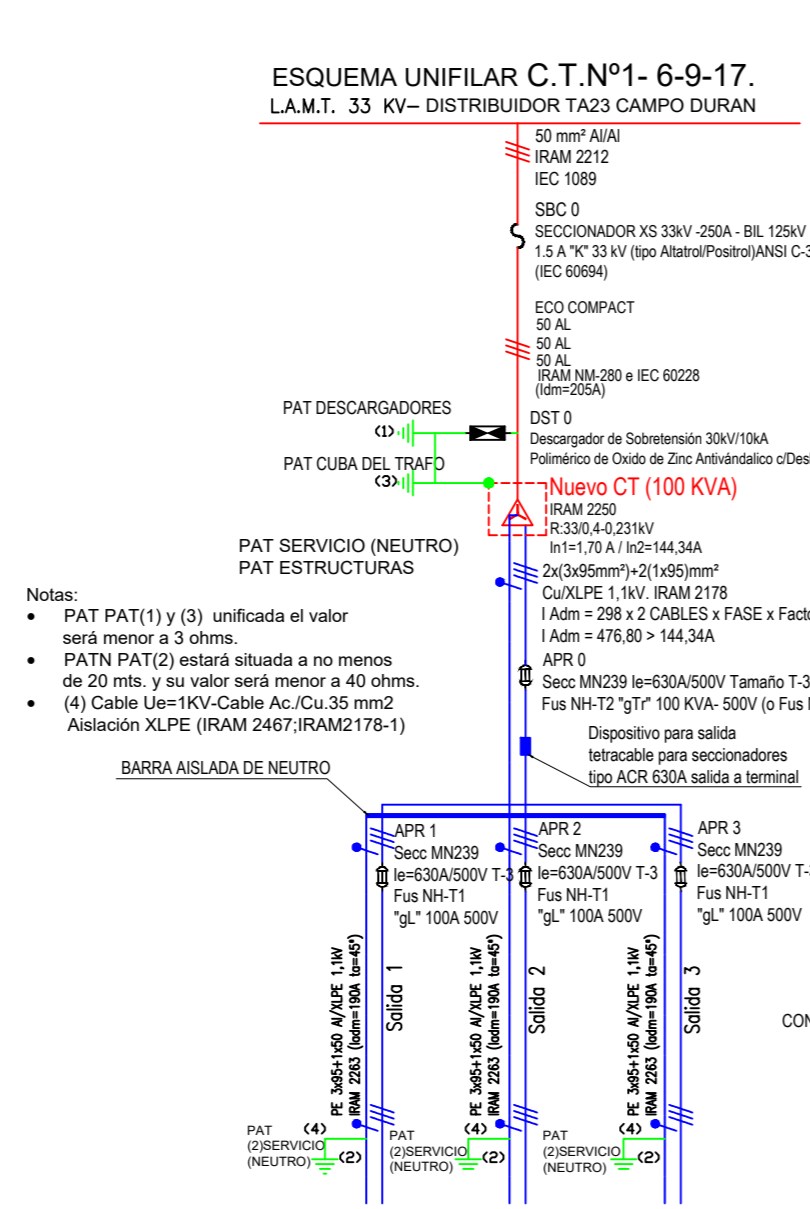 ESQUEMA UNIFILAR C.T.Nº1- 6-9-17.
L.A.M.T. 33 KV– DISTRIBUIDOR TA23 CAMPO DURAN
50 mm² Al/Al
IRAM 2212
IEC 1089
SBC 0
SECCIONADOR XS 33kV -250A - BIL 125kV
1.5 A "K" 33 kV (tipo Altatrol/Positrol)ANSI C-3
(IEC 60694)
ECO COMPACT
50 AL
50 AL
50 AL
IRAM NM-280 e IEC 60228
(Idm=205A)
PAT DESCARGADORES
(1)
DST 0
Descargador de Sobretensión 30kV/10kA
Polimérico de Oxido de Zinc Antivándalico c/Des
PAT CUBA DEL TRAFO
(3)
Nuevo CT (100 KVA)
IRAM 2250
R:33/0,4-0,231kV
In1=1,70 A / In2=144,34A
PAT SERVICIO (NEUTRO)
PAT ESTRUCTURAS
2x(3x95mm²)+2(1x95)mm²
Cu/XLPE 1,1kV. IRAM 2178
I Adm = 298 x 2 CABLES x FASE x Fact
I Adm = 476,80 > 144,34A
Notas:
• PAT PAT(1) y (3) unificada el valor
será menor a 3 ohms.
• PATN PAT(2) estará situada a no menos
de 20 mts. y su valor será menor a 40 ohms.
• (4) Cable Ue=1KV-Cable Ac./Cu.35 mm2
Aislación XLPE (IRAM 2467;IRAM2178-1)
APR 0
Secc MN239 Ie=630A/500V Tamaño T-3
Fus NH-T2 "gTr" 100 KVA- 500V (o Fus
Dispositivo para salida
tetracable para seccionadores
tipo ACR 630A salida a terminal
BARRA AISLADA DE NEUTRO
APR 1
Secc MN239
Ie=630A/500V T-3
Fus NH-T1
"gL" 100A 500V
APR 2
Secc MN239
Ie=630A/500V T-3
Fus NH-T1
"gL" 100A 500V
APR 3
Secc MN239
Ie=630A/500V T-3
Fus NH-T1
"gL" 100A 500V
PE 3x95+1x50 Al/XLPE 1,1kV
IRAM 2263 (Iadm=190A ta=45°)
Salida 1
PE 3x95+1x50 Al/XLPE 1,1kV
IRAM 2263 (Iadm=190A ta=45°)
Salida 2
PE 3x95+1x50 Al/XLPE 1,1kV
IRAM 2263 (Iadm=190A ta=45°)
Salida 3
CON
PAT (4)
(2)SERVICIO
(NEUTRO) (2)
PAT (4)
(2)SERVICIO
(NEUTRO) (2)
PAT (4)
(2)SERVICIO
(NEUTRO) (2)